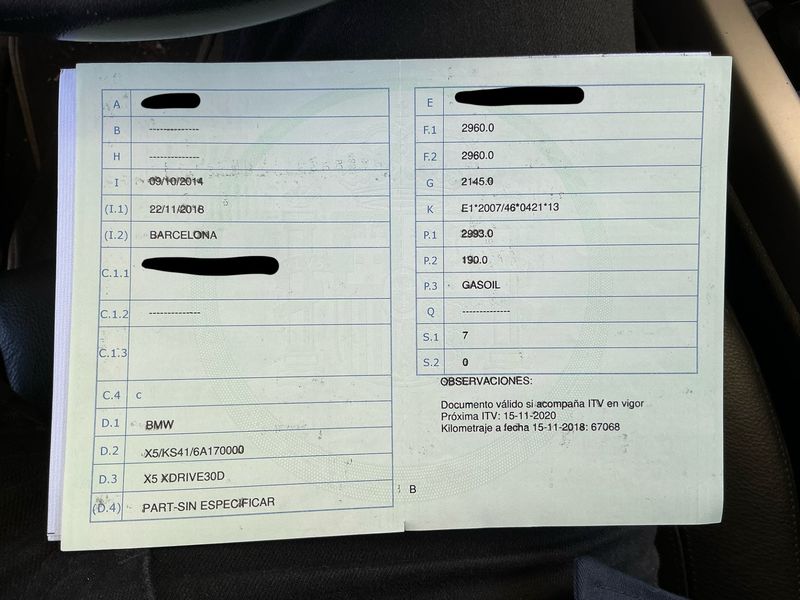 A
B --------------
H --------------
I 09/10/2014
(I.1) 22/11/2018
(I.2) BARCELONA
C.1.1
C.1.2 --------------
C.1.3
C.4 c
D.1 BMW
D.2 X5/KS41/6A170000
D.3 X5 XDRIVE30D
(D.4) PART-SIN ESPECIFICAR
E
F.1 2960.0
F.2 2960.0
G 2145.0
K E1*2007/46*0421*13
P.1 2993.0
P.2 190.0
P.3 GASOIL
Q --------------
S.1 7
S.2 0
OBSERVACIONES:
Documento válido si acompaña ITV en vigor
Próxima ITV: 15-11-2020
Kilometraje a fecha 15-11-2018: 67068
B